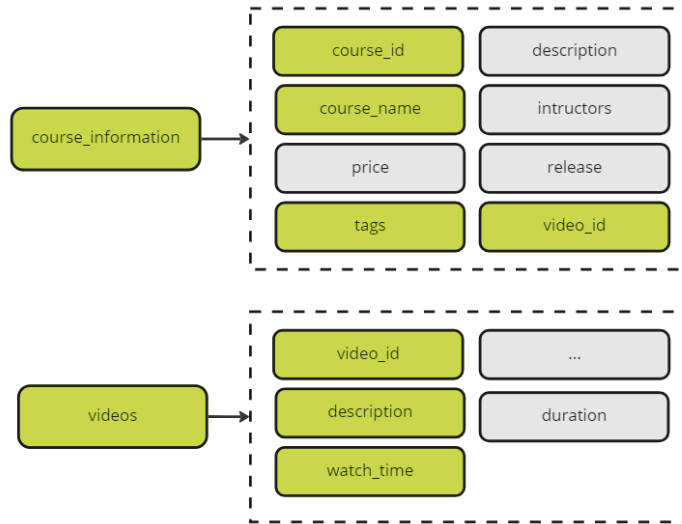 course_information
course_id
description
course_name
intructors
price
release
tags
video_id
videos
video_id
...
description
duration
watch_time